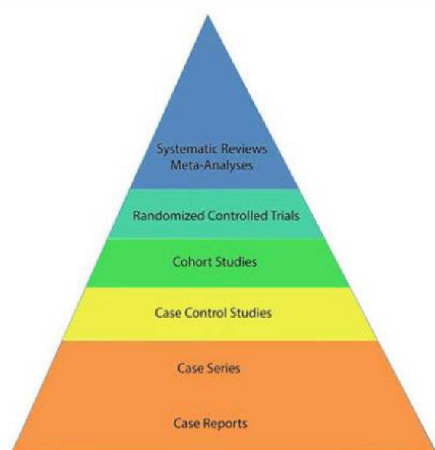 Systematic Reviews
Meta-Analyses
Randomized Controlled Trials
Cohort Studies
Case Control Studies
Case Series
Case Reports